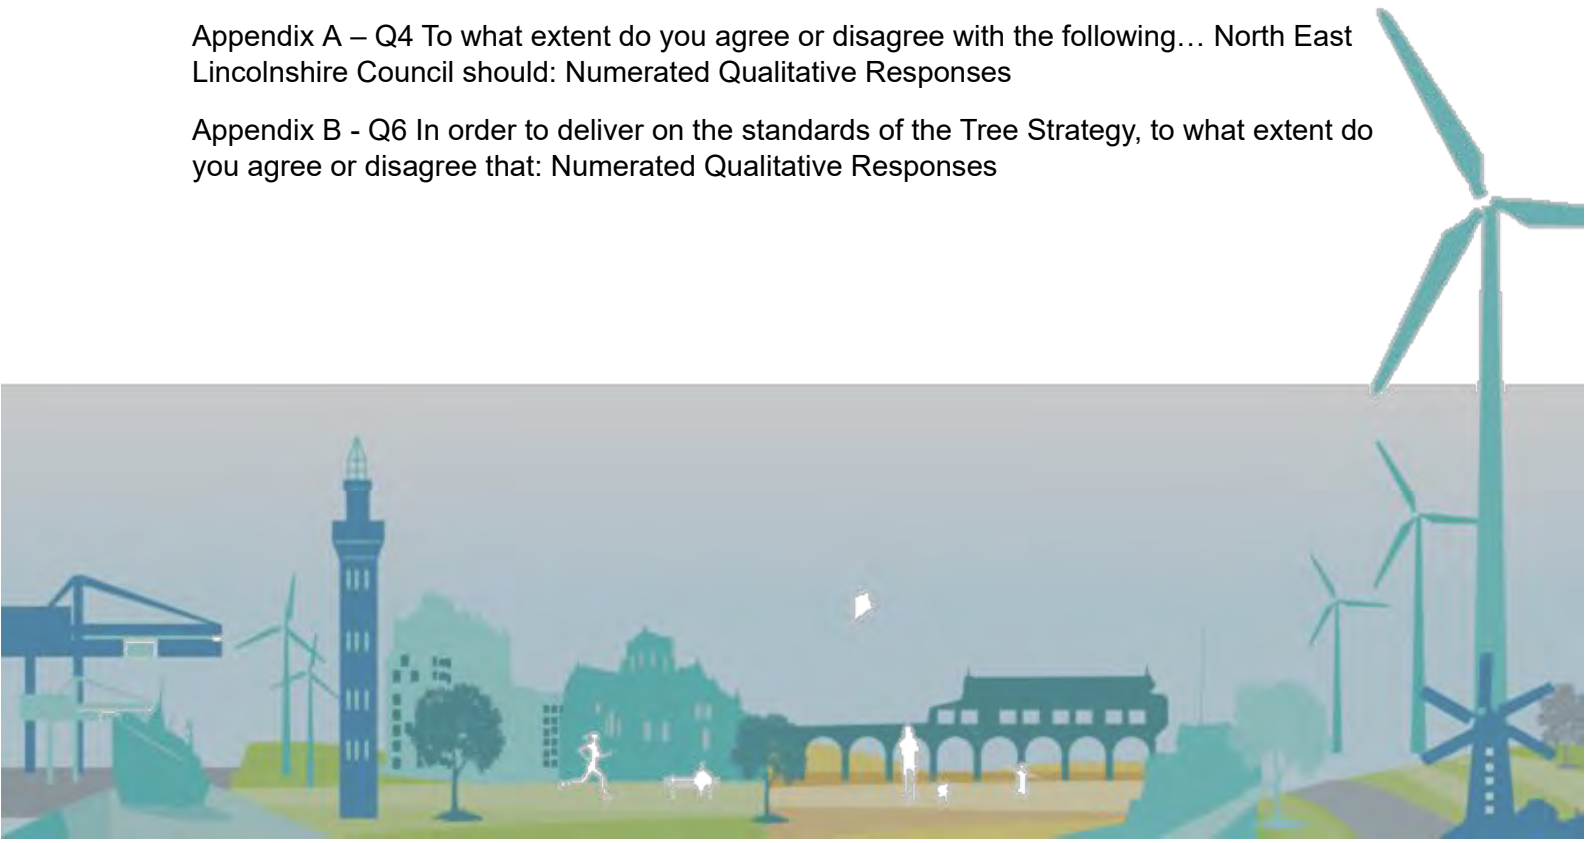 Appendix A – Q4 To what extent do you agree or disagree with the following… North East
Lincolnshire Council should: Numerated Qualitative Responses
Appendix B - Q6 In order to deliver on the standards of the Tree Strategy, to what extent do
you agree or disagree that: Numerated Qualitative Responses